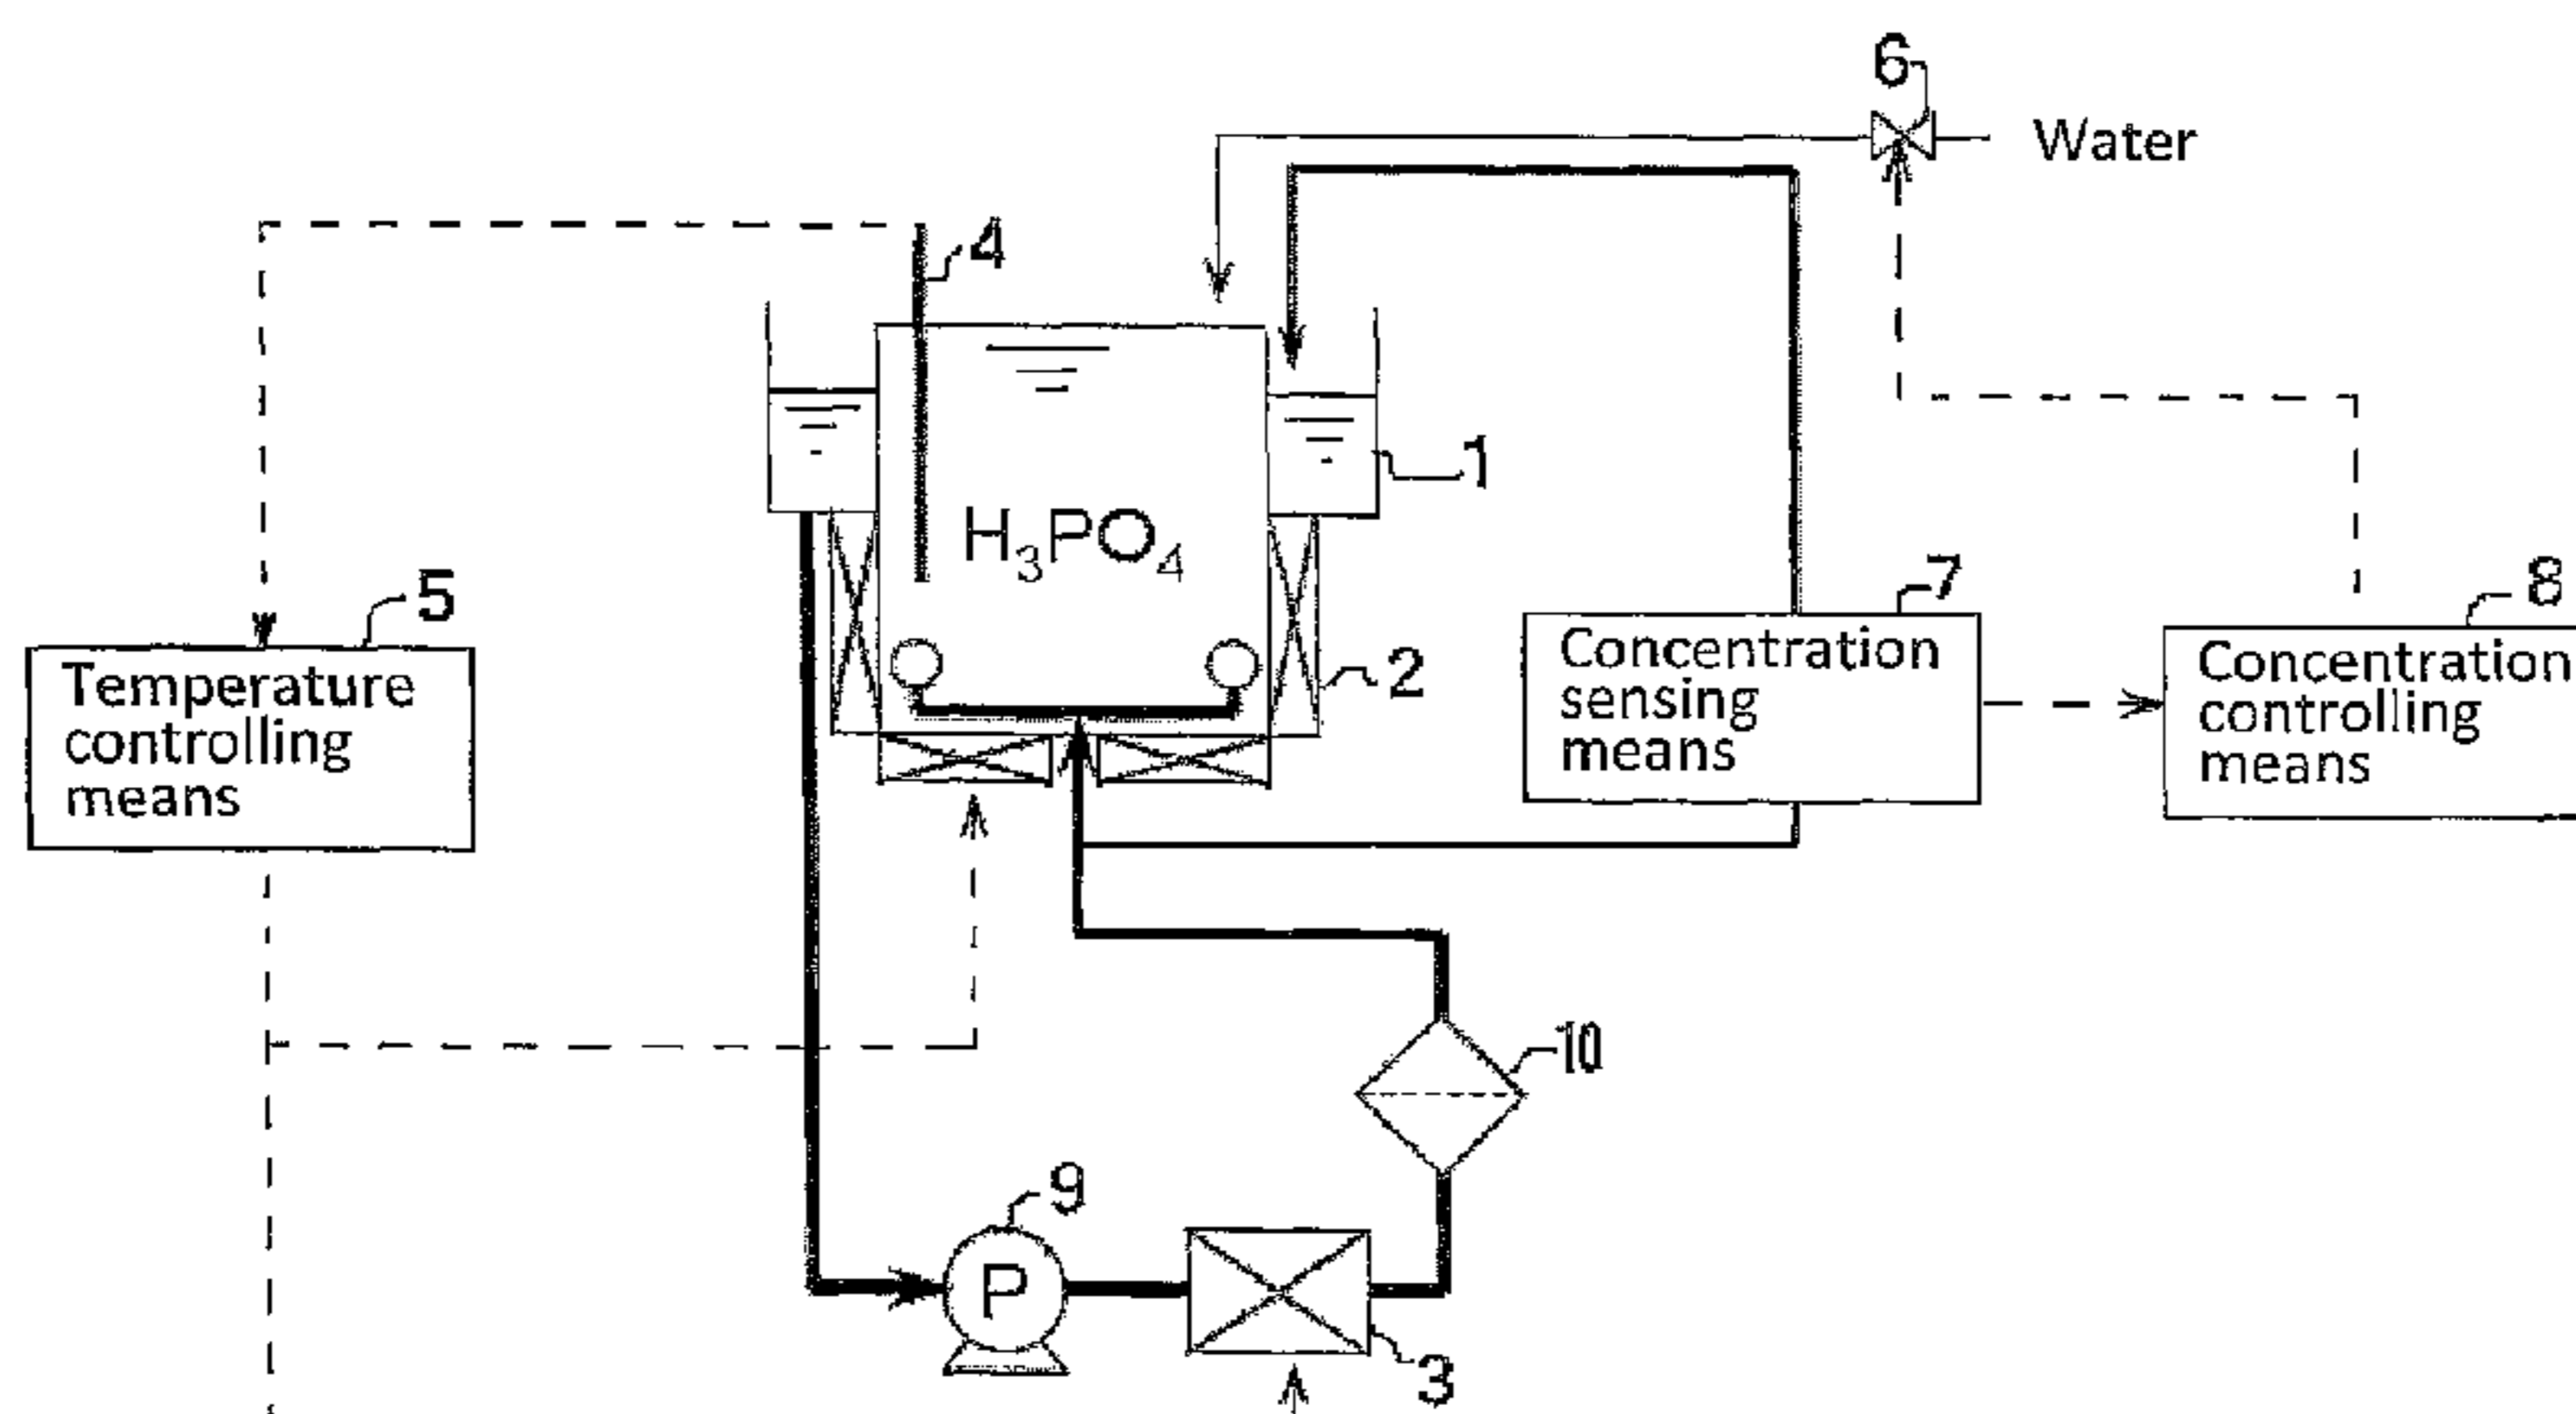 6
Water
4
1
H₃PO₄
5
7
8
2
Temperature
controlling
means
Concentration
sensing
means
Concentration
controlling
means
10
9
P
3